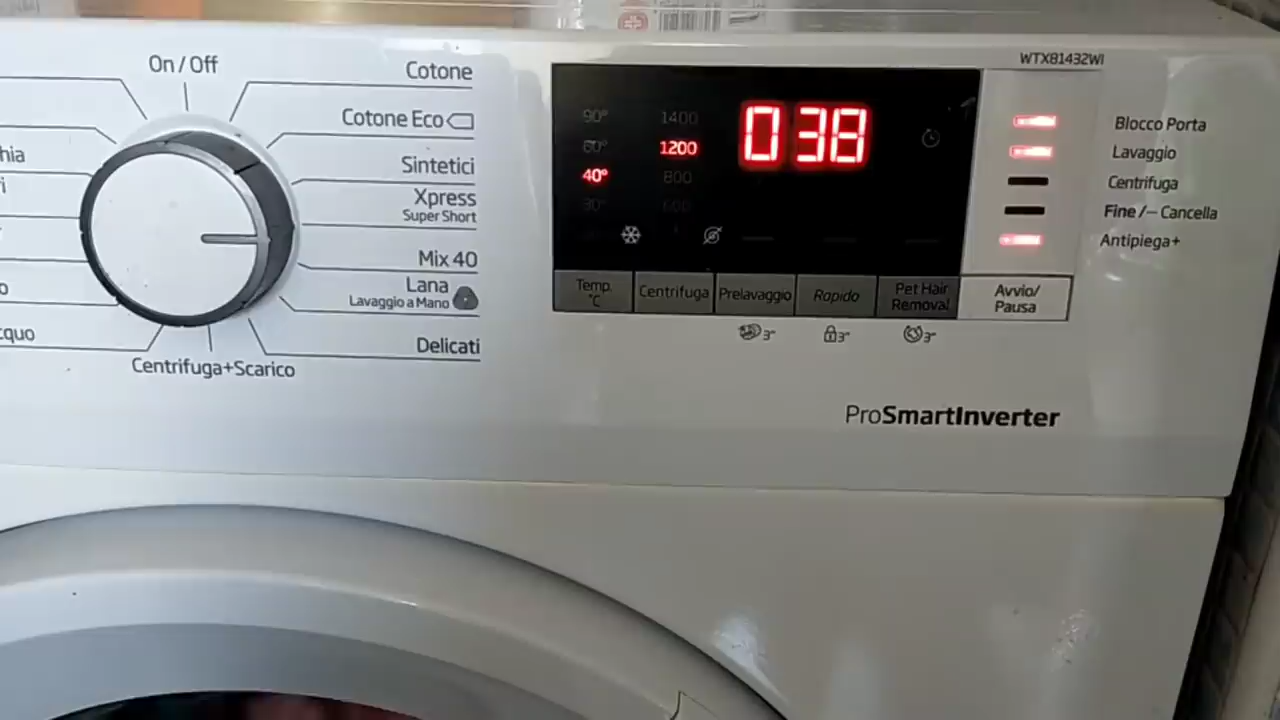 On / Off
Cotone
Cotone Eco
Sintetici
Xpress
Super Short
Mix 40
Lana
Lavaggio a Mano
Delicati
Centrifuga+Scarico
hia
cquo
WTX81432WI
90° 1400
60° 1200
40° 800
30° 600
038
Blocco Porta
Lavaggio
Centrifuga
Fine /– Cancella
Antipiega+
Temp.
°C
Centrifuga
Prelavaggio
Rapido
Pet Hair
Removal
Avvio/
Pausa
3" 3" 3"
ProSmartInverter